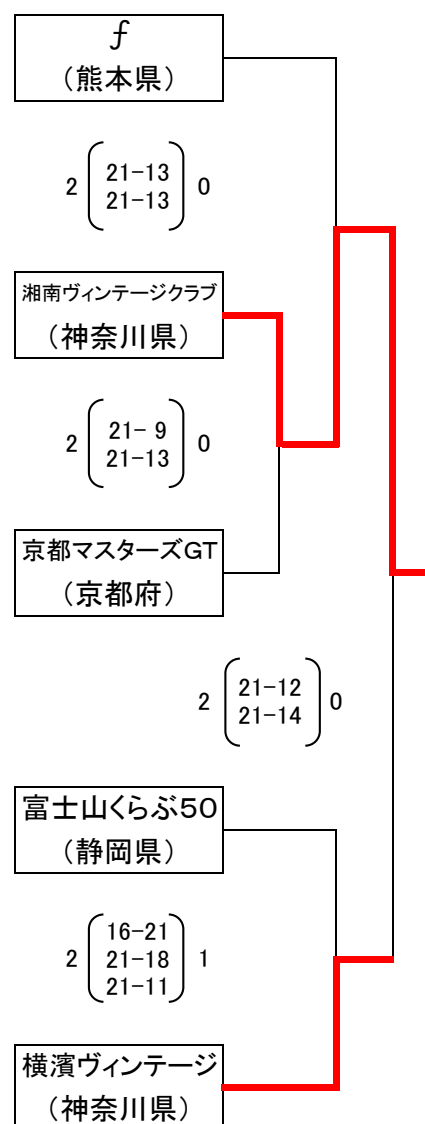 ʄ
（熊本県）
2 21-13 0
21-13
湘南ヴィンテージクラブ
（神奈川県）
2 21- 9 0
21-13
京都マスターズGT
（京都府）
2 21-12 0
21-14
富士山くらぶ50
（静岡県）
16-21
2 21-18 1
21-11
横濱ヴィンテージ
（神奈川県）